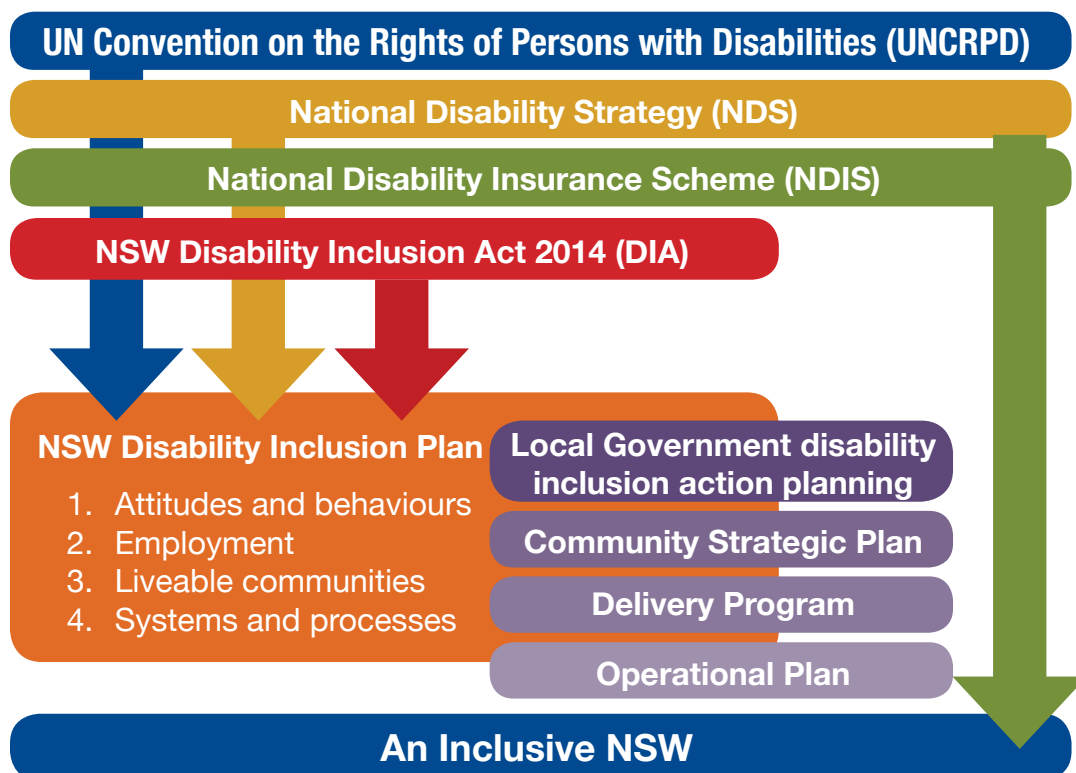 UN Convention on the Rights of Persons with Disabilities (UNCRPD)
National Disability Strategy (NDS)
National Disability Insurance Scheme (NDIS)
NSW Disability Inclusion Act 2014 (DIA)
NSW Disability Inclusion Plan
1. Attitudes and behaviours
2. Employment
3. Liveable communities
4. Systems and processes
Local Government disability
inclusion action planning
Community Strategic Plan
Delivery Program
Operational Plan
An Inclusive NSW